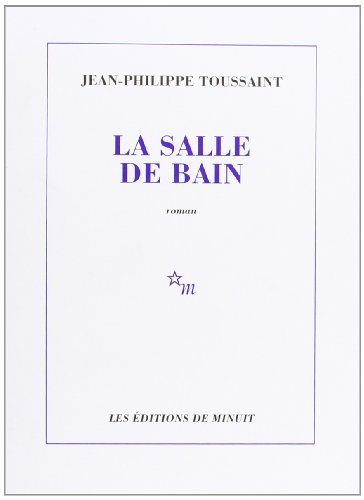 JEAN-PHILIPPE TOUSSAINT
LA SALLE
DE BAIN
roman
m
LES ÉDITIONS DE MINUIT